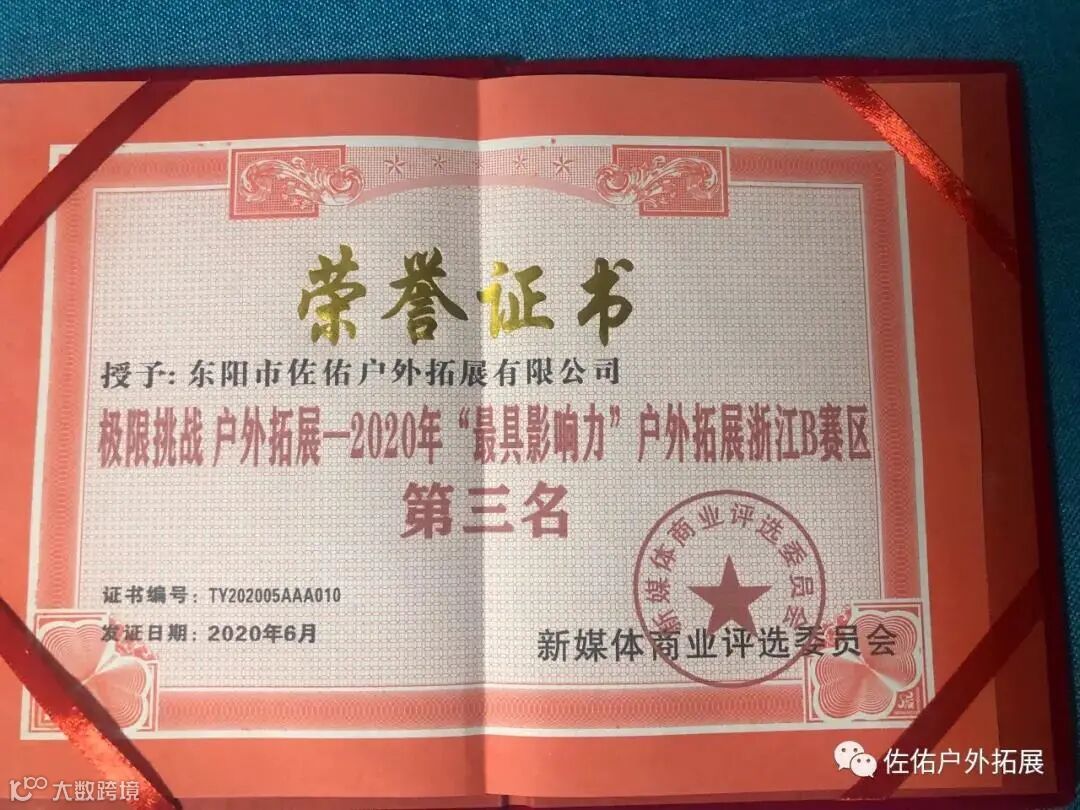 荣誉证书
授予: 东阳市佐佑户外拓展有限公司
极限挑战 户外拓展—2020年“最具影响力”户外拓展浙江B赛区
第三名
新媒体商业评选委员会
证书编号: TY202005AAA010
发证日期: 2020年6月
新媒体商业评选委员会
佐佑户外拓展
大数跨境